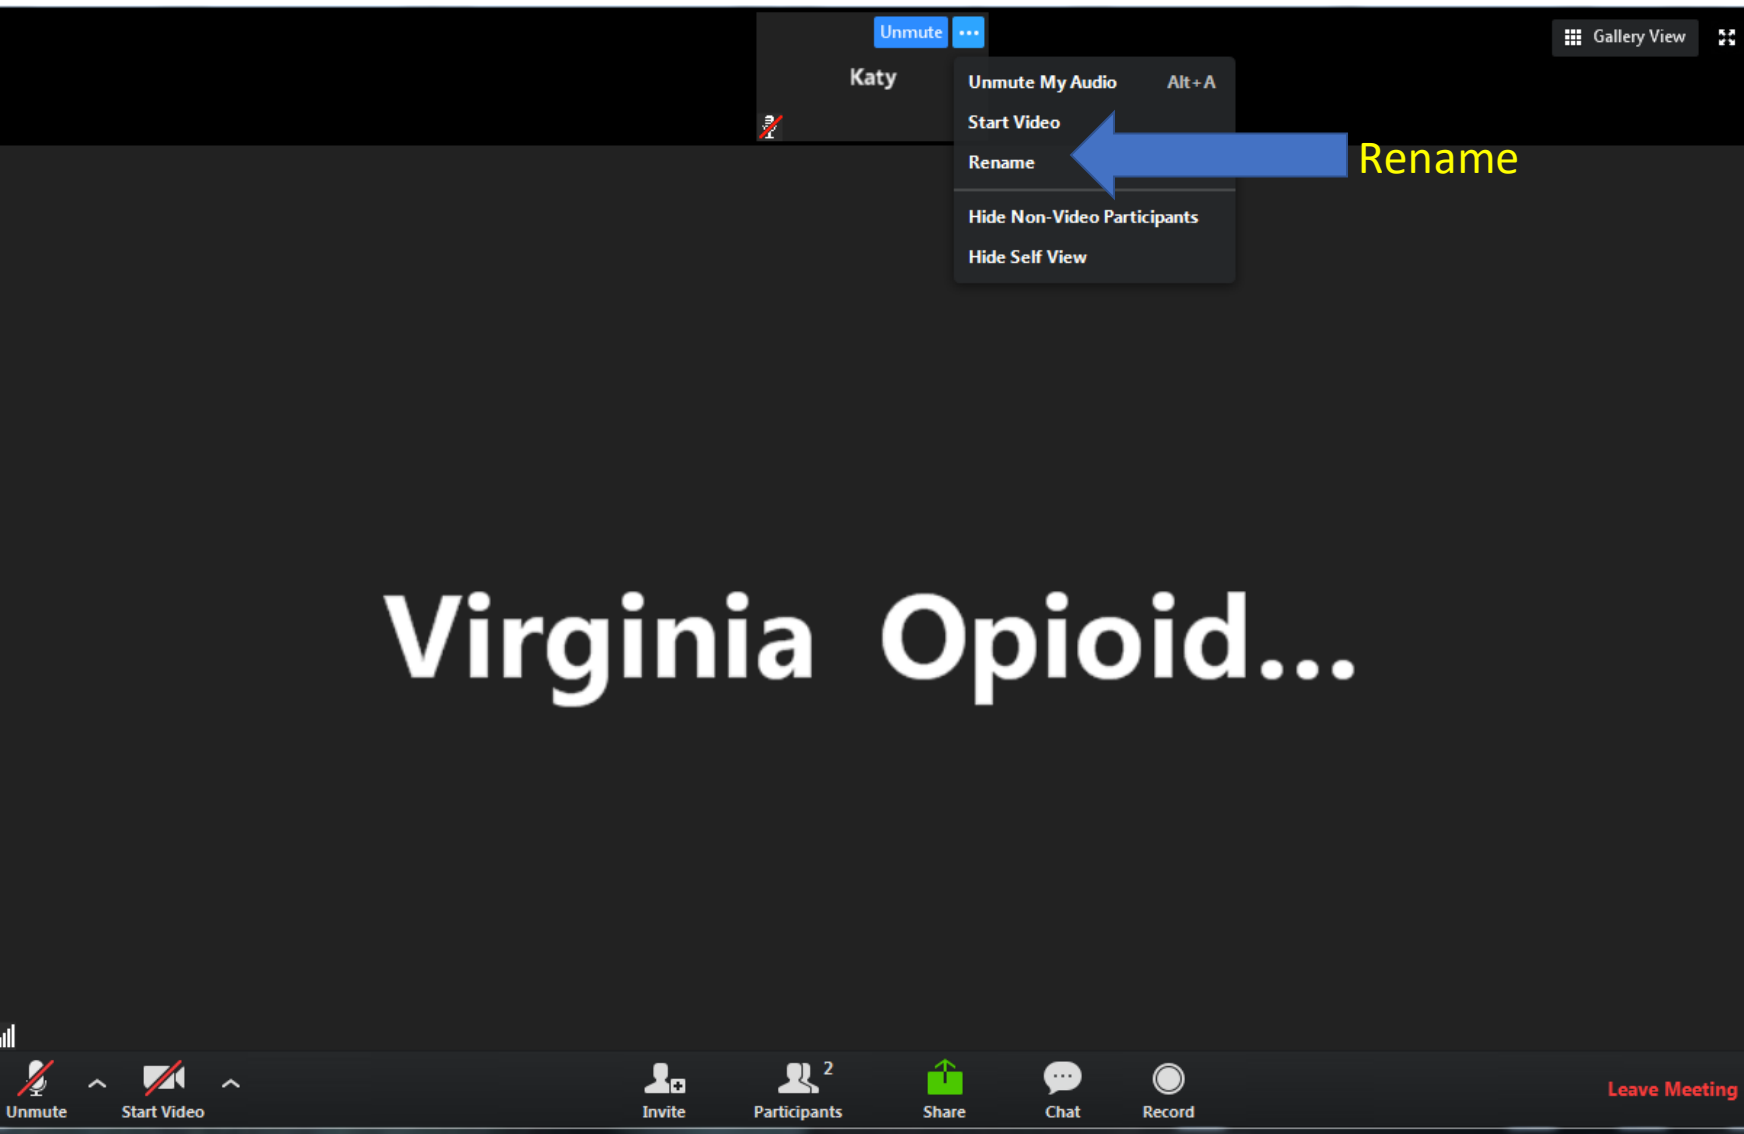 Unmute ...
Gallery View
Katy
Unmute My Audio Alt+A
Start Video
Rename
Rename
Hide Non-Video Participants
Hide Self View
Virginia Opioid...
2
Unmute
Start Video
Invite
Participants
Share
Chat
Record
Leave Meeting